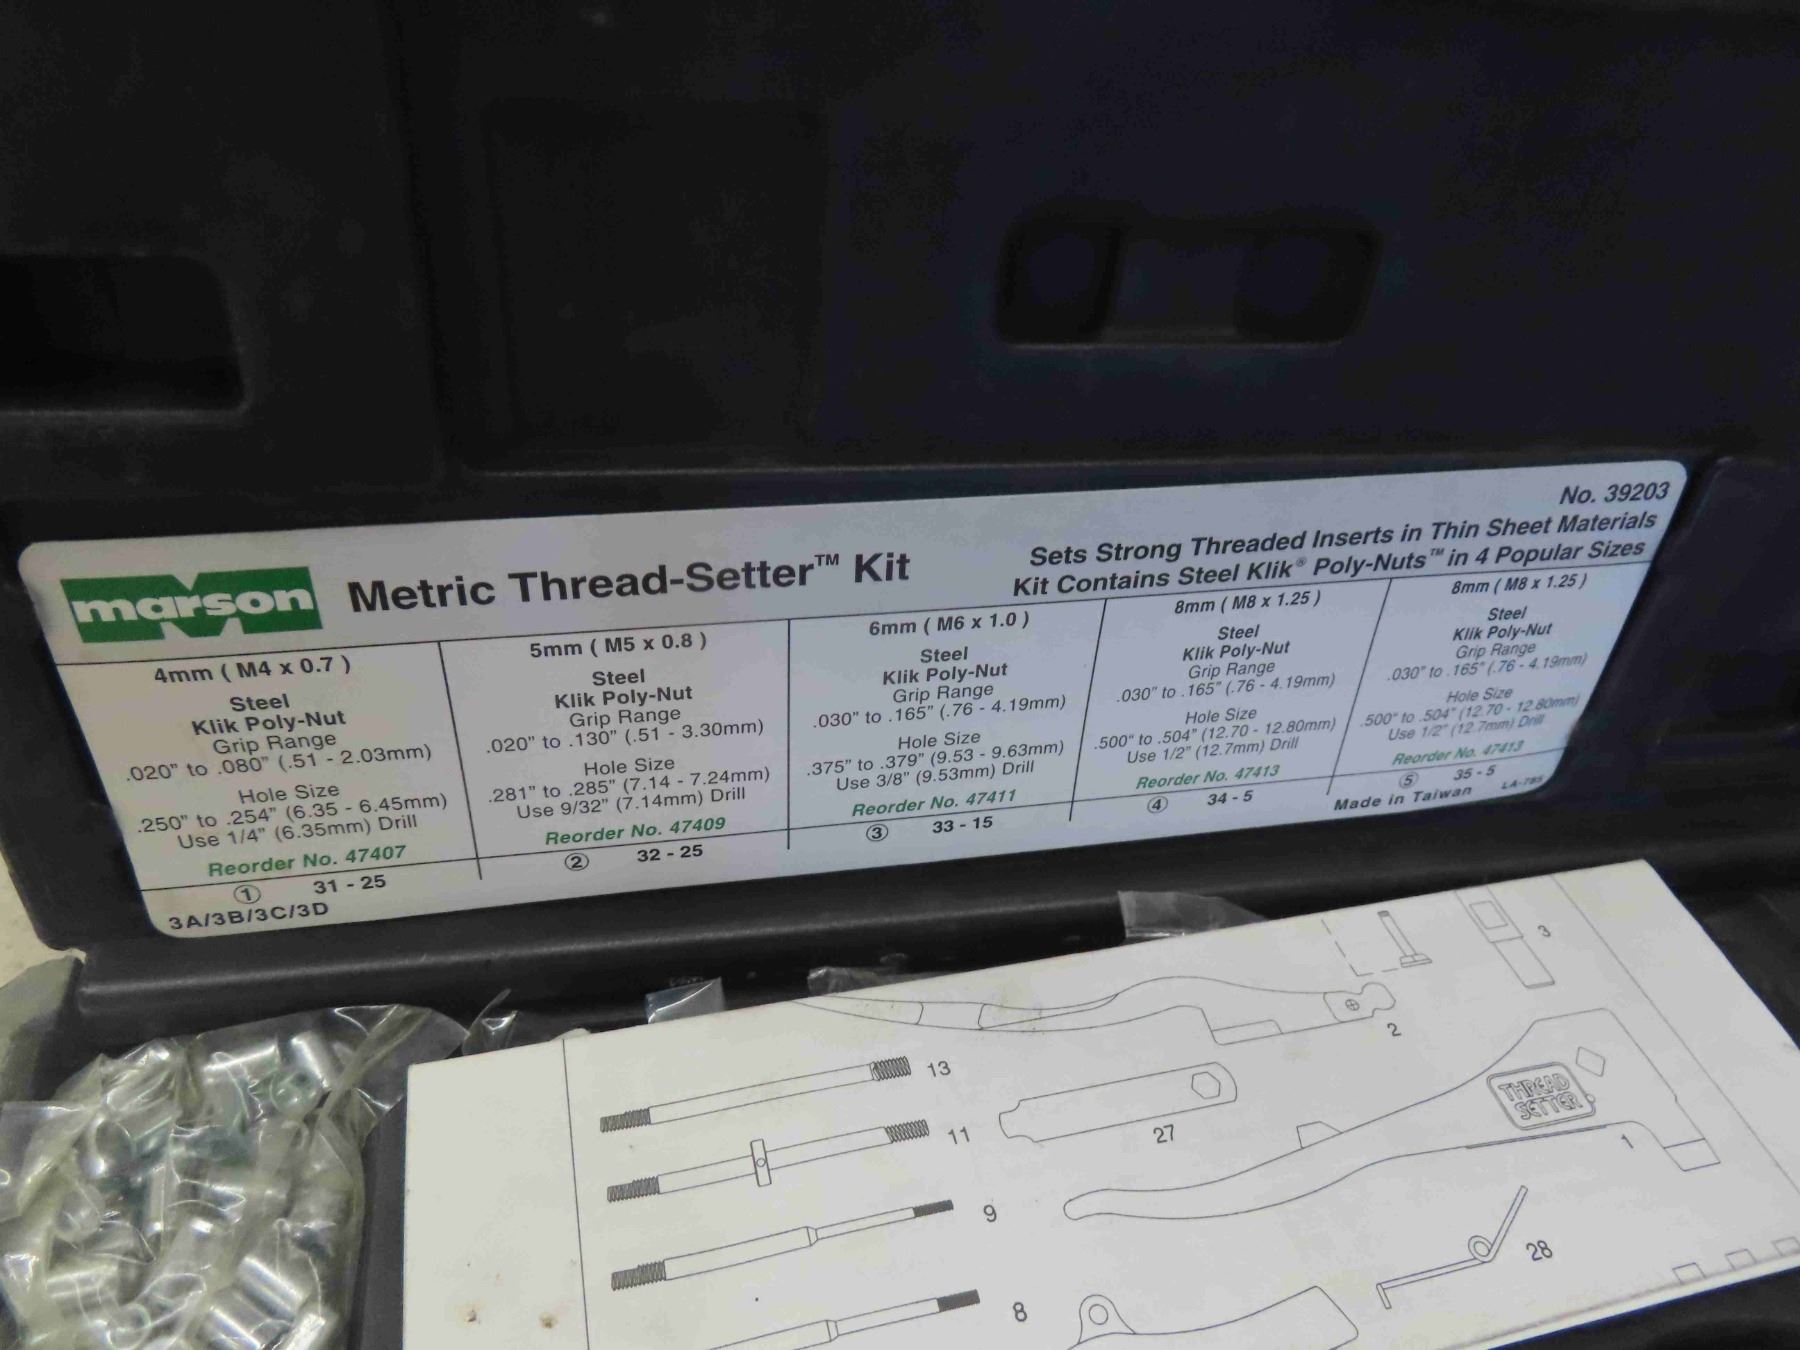 No. 39203
marson
Metric Thread-Setter™ Kit
Sets Strong Threaded Inserts in Thin Sheet Materials
Kit Contains Steel Klik® Poly-Nuts™ in 4 Popular Sizes
4mm ( M4 x 0.7 )
Steel
Klik Poly-Nut
Grip Range
.020" to .080" (.51 - 2.03mm)
Hole Size
.250" to .254" (6.35 - 6.45mm)
Use 1/4" (6.35mm) Drill
Reorder No. 47407
① 31 - 25
3A/3B/3C/3D
5mm ( M5 x 0.8 )
Steel
Klik Poly-Nut
Grip Range
.020" to .130" (.51 - 3.30mm)
Hole Size
.281" to .285" (7.14 - 7.24mm)
Use 9/32" (7.14mm) Drill
Reorder No. 47409
② 32 - 25
6mm ( M6 x 1.0 )
Steel
Klik Poly-Nut
Grip Range
.030" to .165" (.76 - 4.19mm)
Hole Size
.375" to .379" (9.53 - 9.63mm)
Use 3/8" (9.53mm) Drill
Reorder No. 47411
③ 33 - 15
8mm ( M8 x 1.25 )
Steel
Klik Poly-Nut
Grip Range
.030" to .165" (.76 - 4.19mm)
Hole Size
.500" to .504" (12.70 - 12.80mm)
Use 1/2" (12.7mm) Drill
Reorder No. 47413
④ 34 - 5
8mm ( M8 x 1.25 )
Steel
Klik Poly-Nut
Grip Range
.030" to .165" (.76 - 4.19mm)
Hole Size
.500" to .504" (12.70 - 12.80mm)
Use 1/2" (12.7mm) Drill
Reorder No. 47413
⑤ 35 - 5
Made in Taiwan
LA-785
3
2
13
11
27
THREAD
SETTER
1
9
28
8